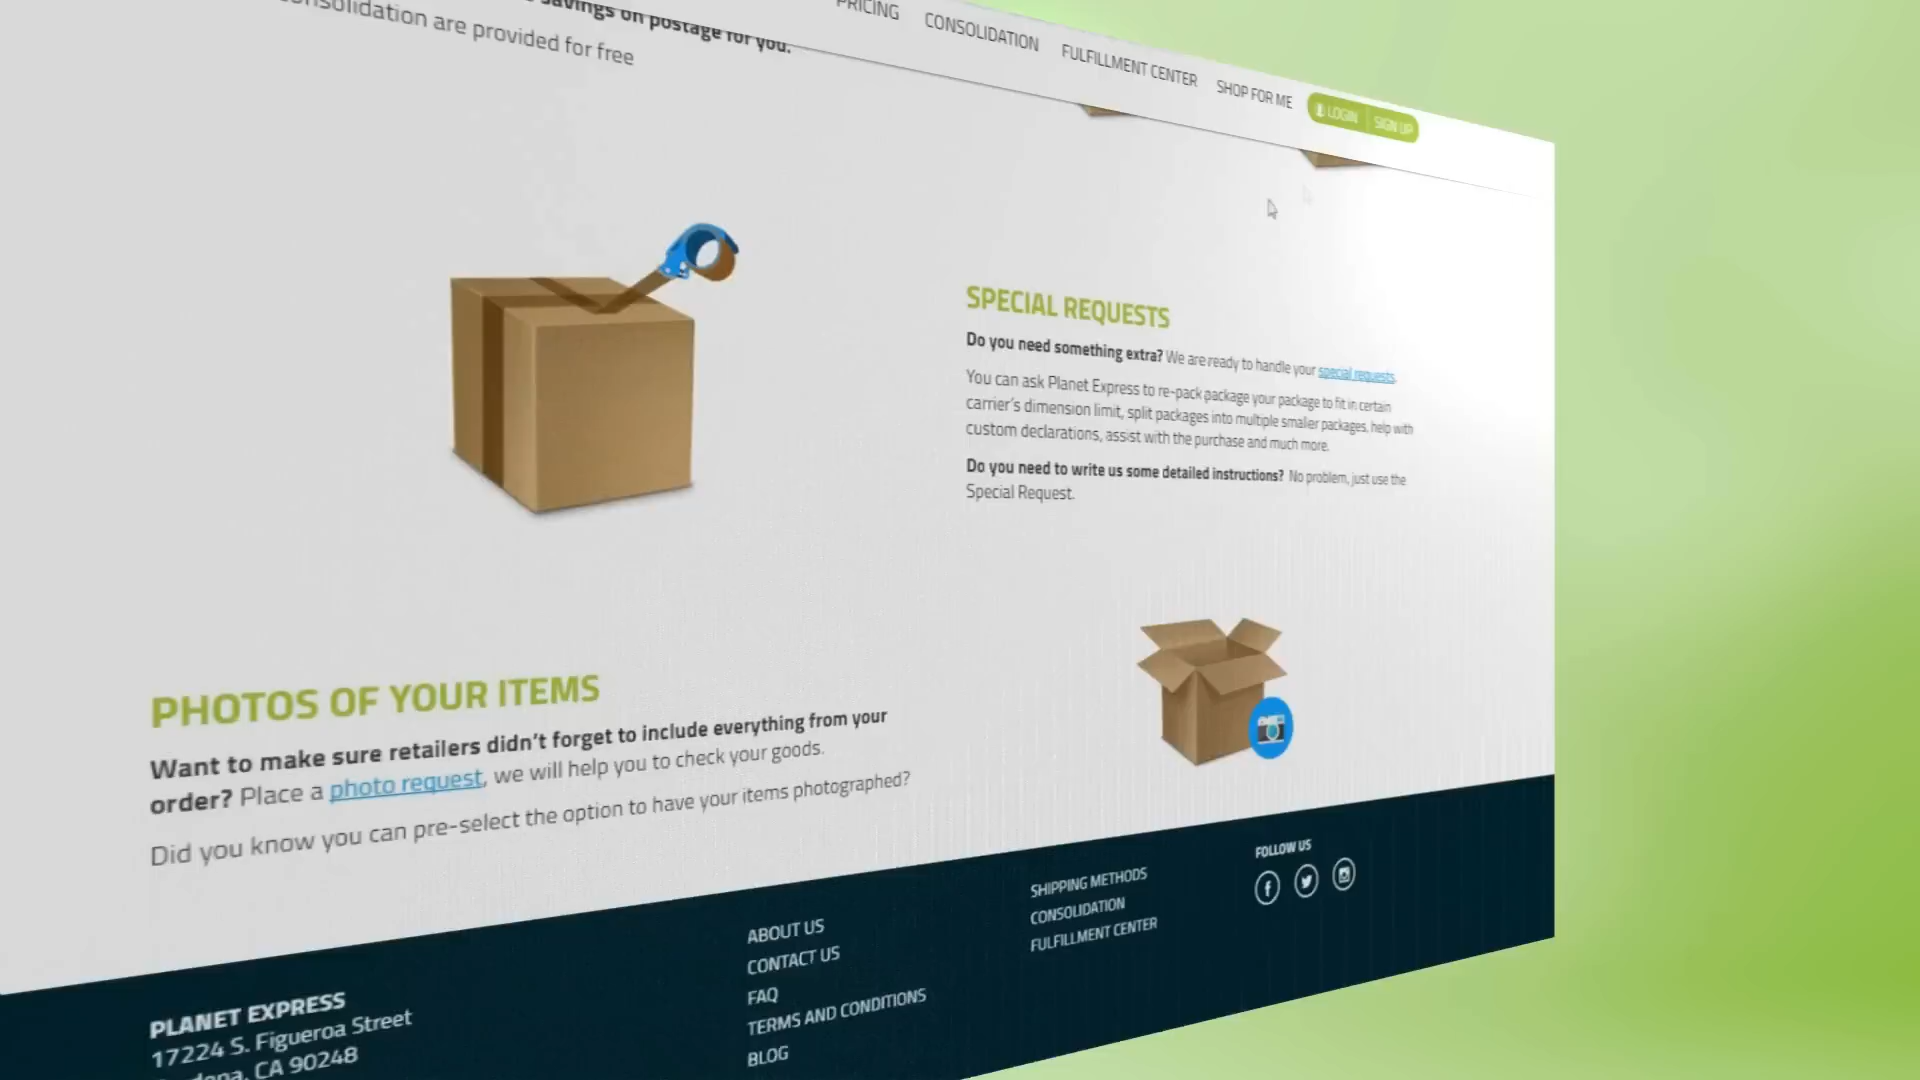 savings on postage for you.
consolidation are provided for free
PRICING CONSOLIDATION FULFILLMENT CENTER SHOP FOR ME LOGIN SIGN UP
SPECIAL REQUESTS
Do you need something extra? We are ready to handle your special requests.
You can ask Planet Express to re-pack package your package to fit in certain
carrier's dimension limit, split packages into multiple smaller packages, help with
custom declarations, assist with the purchase and much more.
Do you need to write us some detailed instructions? No problem, just use the
Special Request.
PHOTOS OF YOUR ITEMS
Want to make sure retailers didn't forget to include everything from your
order? Place a photo request, we will help you to check your goods.
Did you know you can pre-select the option to have your items photographed?
PLANET EXPRESS
17224 S. Figueroa Street
CA 90248
ABOUT US
CONTACT US
FAQ
TERMS AND CONDITIONS
BLOG
SHIPPING METHODS
CONSOLIDATION
FULFILLMENT CENTER
FOLLOW US